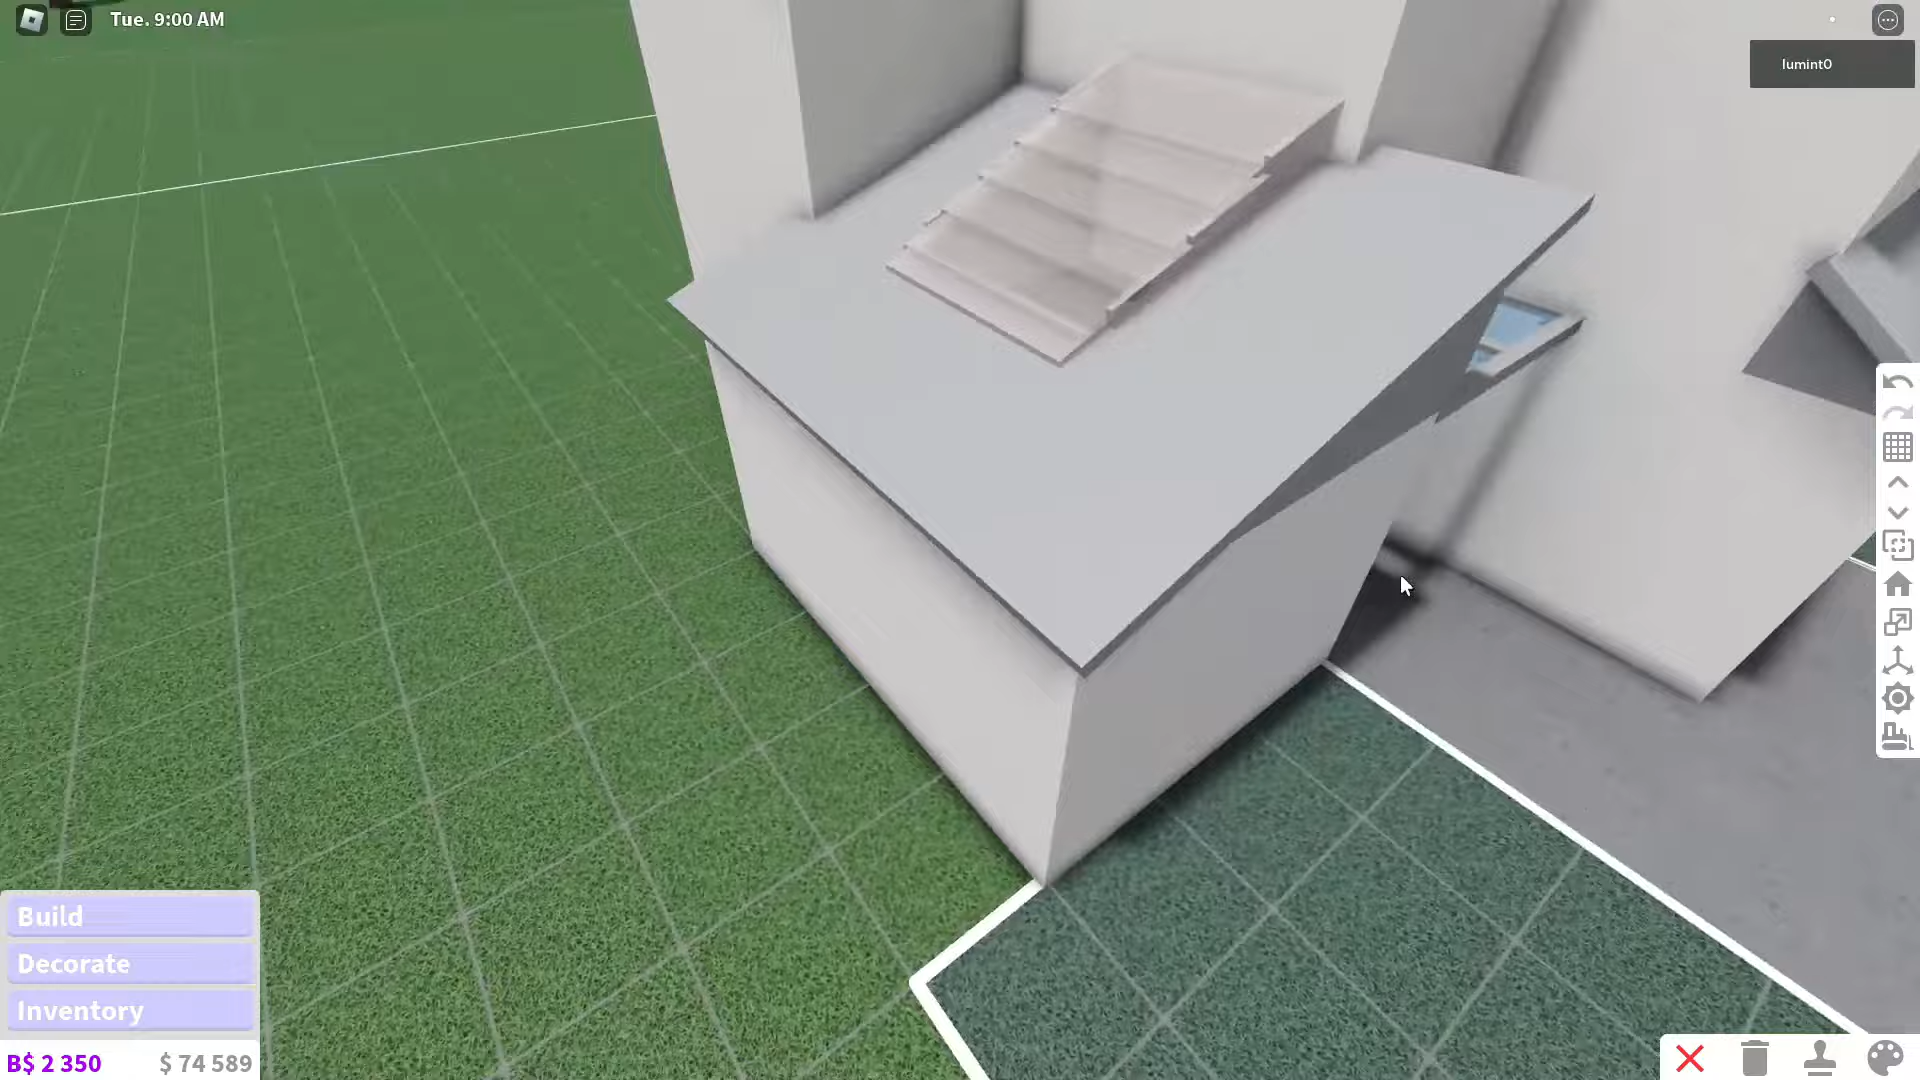 Tue. 9:00 AM
lumint0
Build
Decorate
Inventory
B$ 2 350
$ 74 589